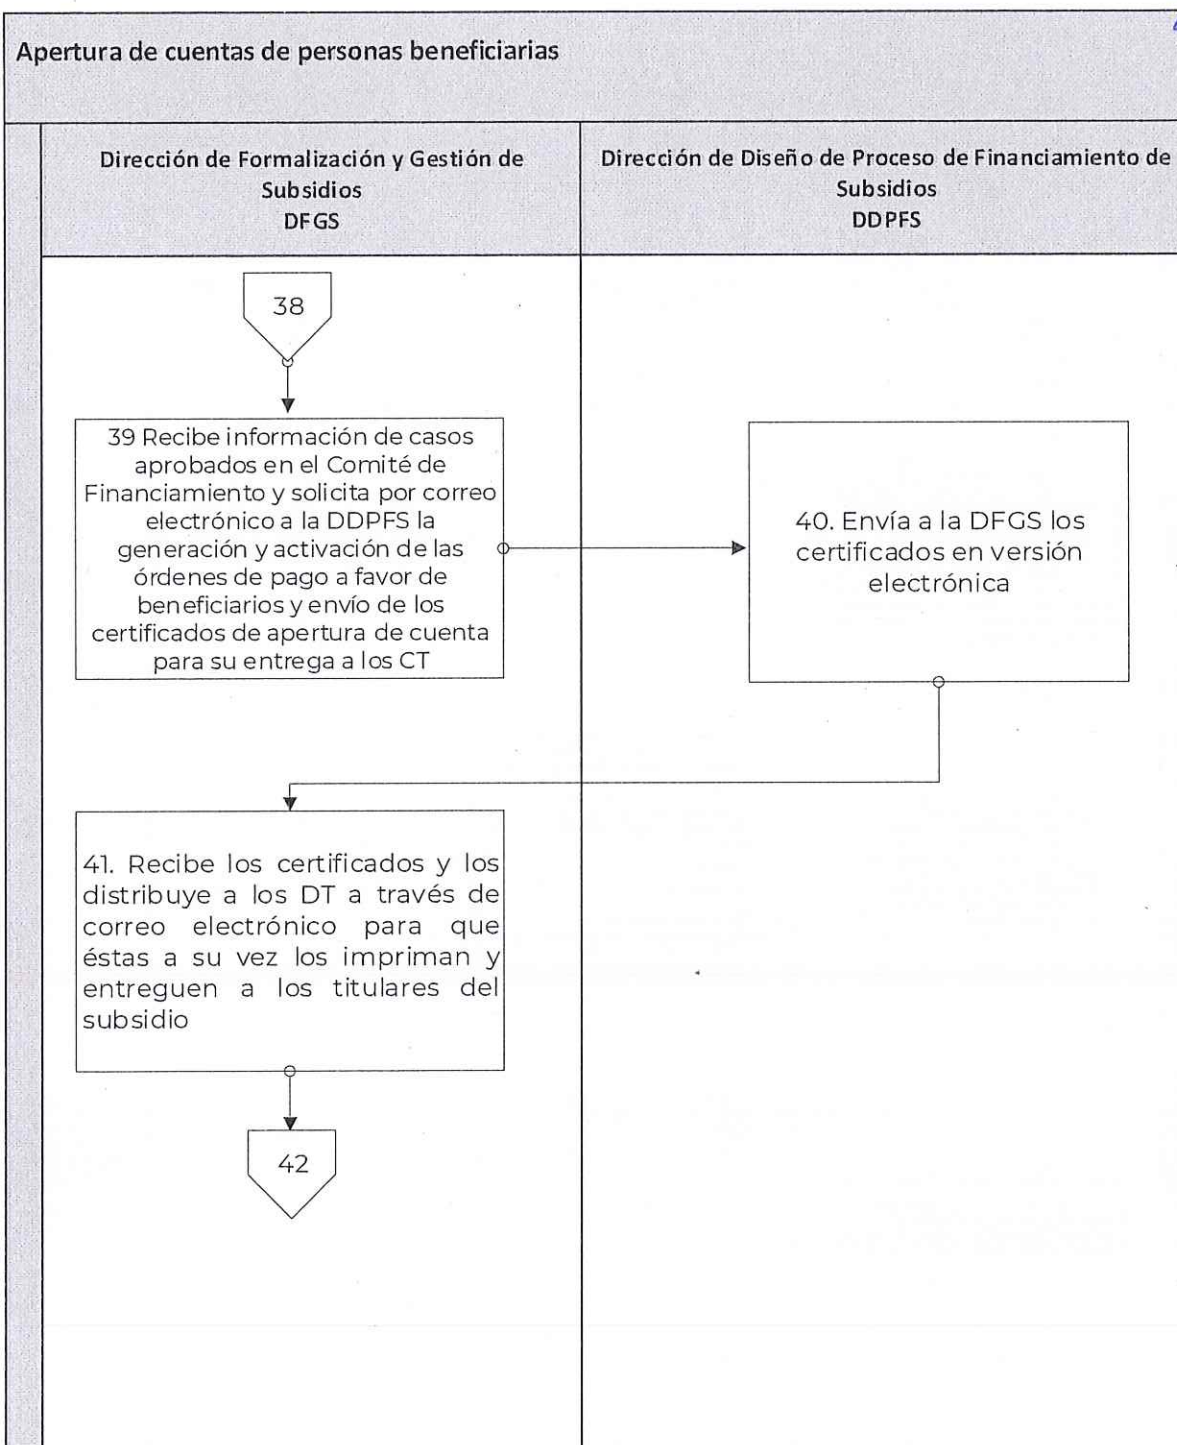 Apertura de cuentas de personas beneficiarias
Dirección de Formalización y Gestión de
Subsidios
DFGS
Dirección de Diseño de Proceso de Financiamiento de
Subsidios
DDPFS
38
39 Recibe información de casos
aprobados en el Comité de
Financiamiento y solicita por correo
electrónico a la DDPFS la
generación y activación de las
órdenes de pago a favor de
beneficiarios y envío de los
certificados de apertura de cuenta
para su entrega a los CT
40. Envía a la DFGS los
certificados en versión
electrónica
41. Recibe los certificados y los
distribuye a los DT a través de
correo electrónico para que
éstas a su vez los impriman y
entreguen a los titulares del
subsidio
42